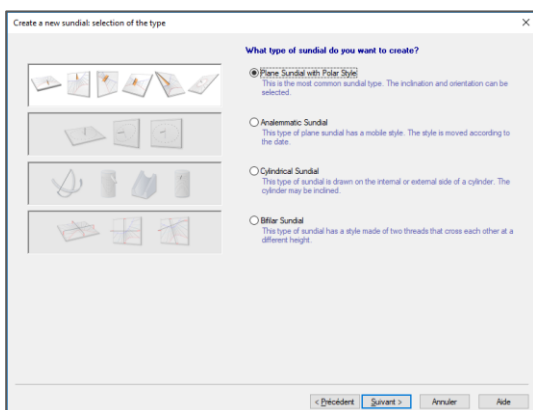 Create a new sundial: selection of the type
What type of sundial do you want to create?
Plane Sundial with Polar Style
This is the most common sundial type. The inclination and orientation can be
selected.
Analemmatic Sundial
This type of plane sundial has a mobile style. The style is moved according to
the date.
Cylindrical Sundial
This type of sundial is drawn on the internal or external side of a cylinder. The
cylinder may be inclined.
Bifilar Sundial
This type of sundial has a style made of two threads that cross each other at a
different height.
< Précédent Suivant > Annuler Aide